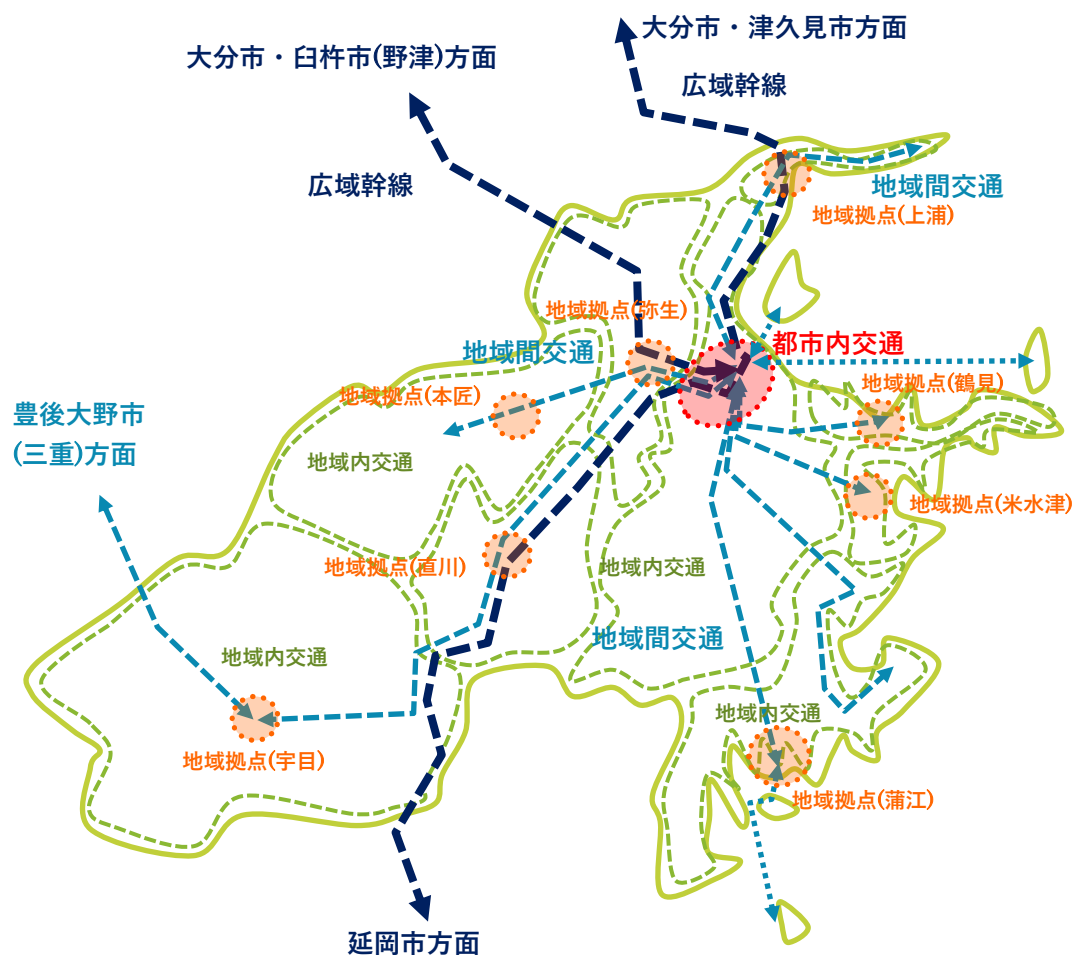 大分市・津久見市方面
大分市・臼杵市(野津)方面
広域幹線
広域幹線
地域間交通
地域拠点(上浦)
地域拠点(弥生)
都市内交通
地域間交通
地域拠点(鶴見)
地域拠点(本匠)
豊後大野市
(三重)方面
地域内交通
地域拠点(米水津)
地域拠点(直川)
地域内交通
地域間交通
地域内交通
地域内交通
地域拠点(宇目)
地域拠点(蒲江)
延岡市方面